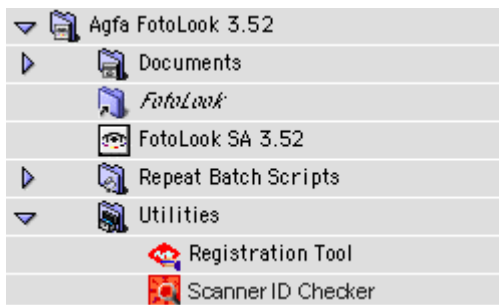 Agfa FotoLook 3.52
Documents
FotoLook
FotoLook SA 3.52
Repeat Batch Scripts
Utilities
Registration Tool
Scanner ID Checker